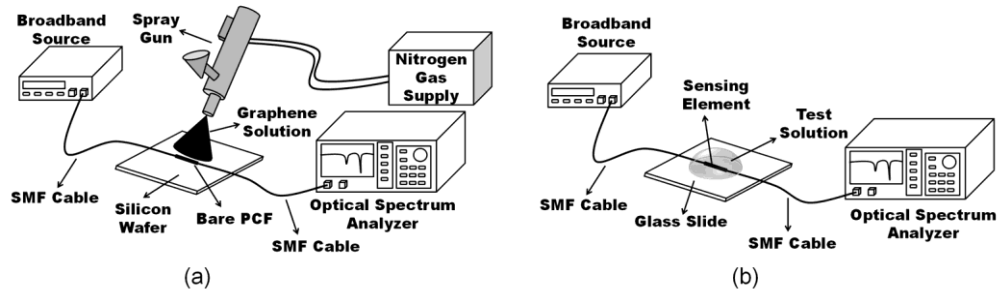 Broadband
Source
Spray
Gun
Nitrogen
Gas
Supply
Graphene
Solution
SMF Cable
Silicon
Wafer
Bare PCF
SMF Cable
Optical Spectrum
Analyzer
(a)
Broadband
Source
Sensing
Element
Test
Solution
SMF Cable
Glass Slide
SMF Cable
Optical Spectrum
Analyzer
(b)